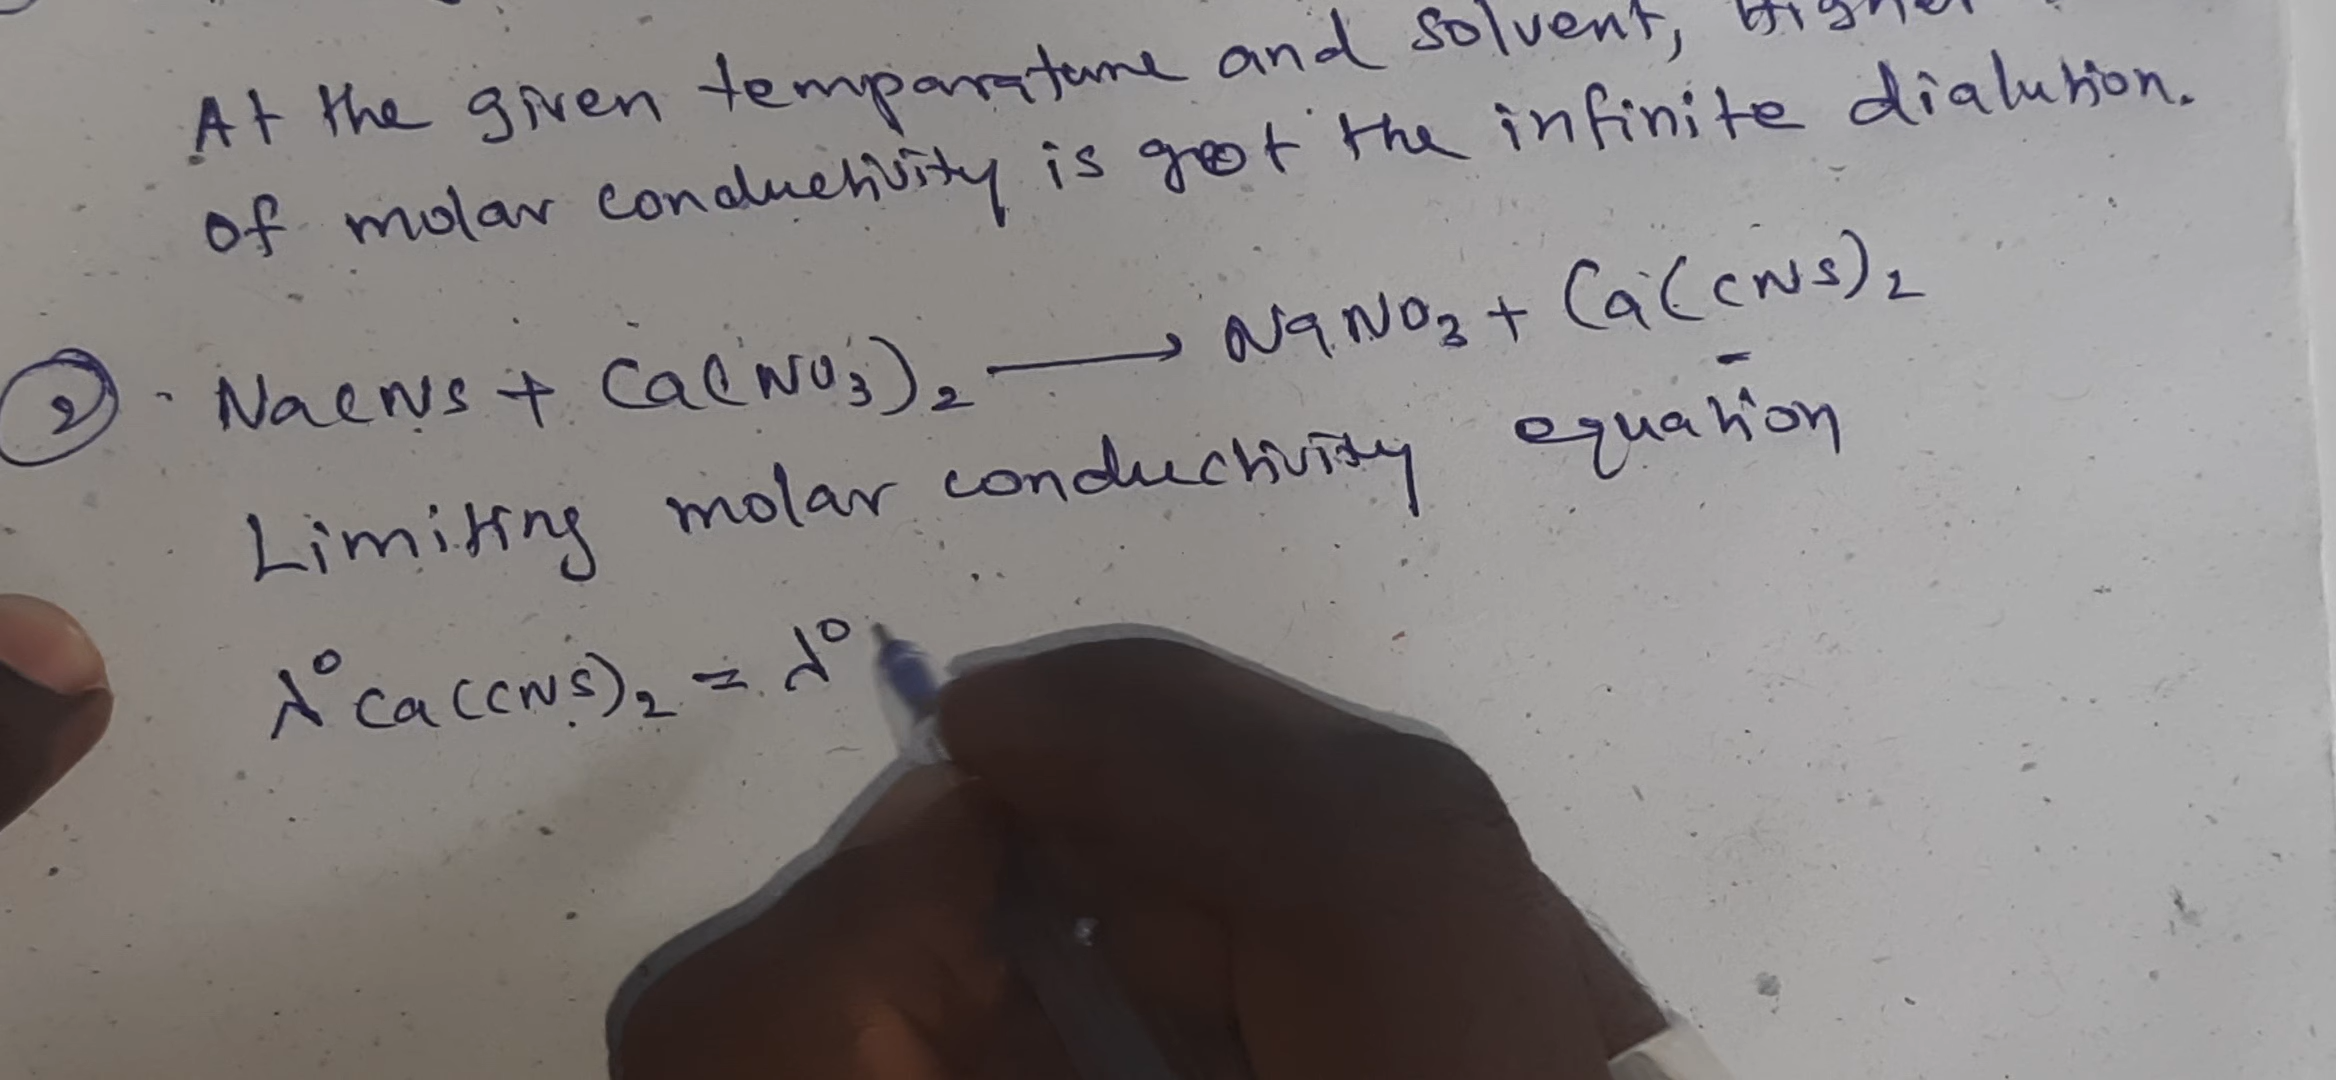 At the given temparatune and solvent, Higher
of molar conductivity is got the infinite dialution.
2 . NaCNS + Ca(NO3)2 ⟶ NaNO3 + Ca(CNS)2
Limiting molar conductivity equation
λ° Ca(CNS)2 = λ°